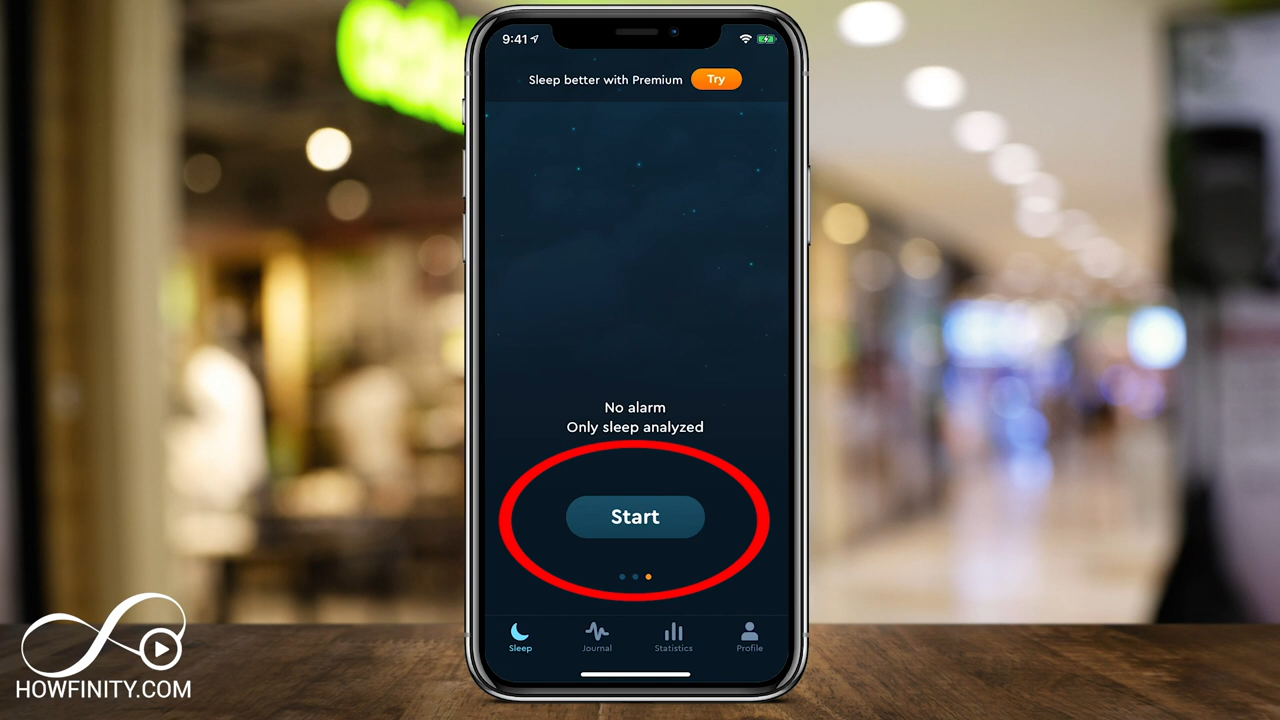 9:41
Sleep better with Premium
Try
No alarm
Only sleep analyzed
Start
Sleep
Journal
Statistics
Profile
HOWFINITY.COM